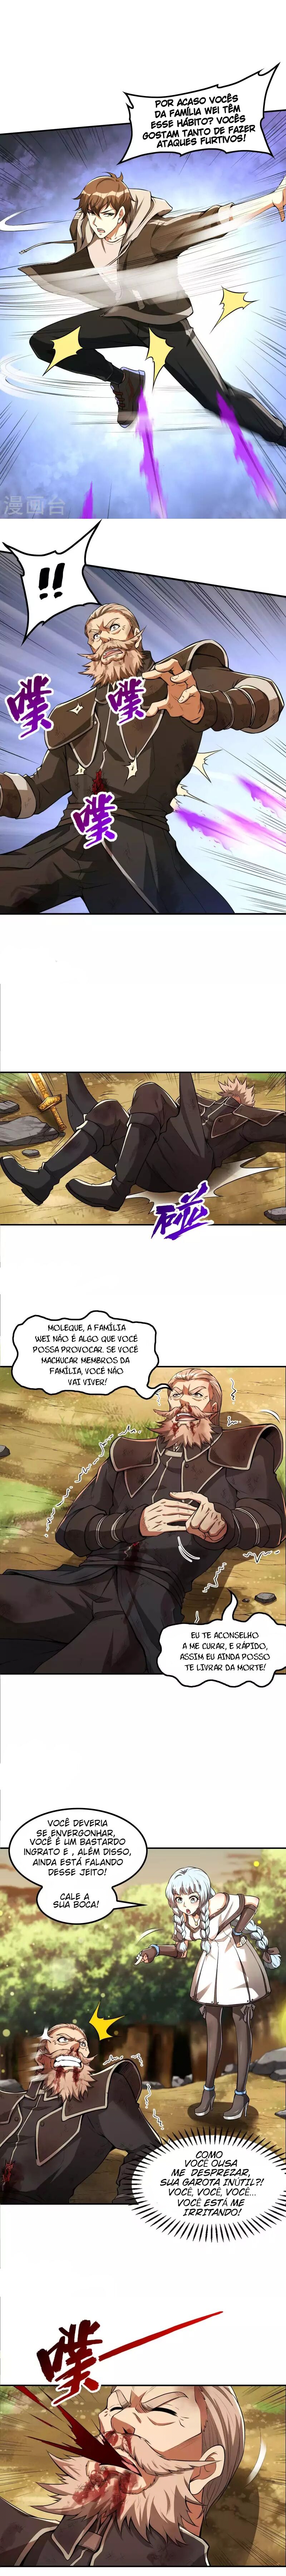 POR ACASO VOCÊS
DA FAMÍLIA WEI TÊM
ESSE HÁBITO? VOCÊS
GOSTAM TANTO DE FAZER
ATAQUES FURTIVOS!
漫画台
!!
噗
噗
噗
碰
MOLEQUE, A FAMÍLIA
WEI NÃO É ALGO QUE VOCÊ
POSSA PROVOCAR. SE VOCÊ
MACHUCAR MEMBROS DA
FAMÍLIA, VOCÊ NÃO
VAI VIVER!
EU TE ACONSELHO
A ME CURAR, E RÁPIDO,
ASSIM EU AINDA POSSO
TE LIVRAR DA MORTE!
VOCÊ DEVERIA
SE ENVERGONHAR,
VOCÊ É UM BASTARDO
INGRATO E , ALÉM DISSO,
AINDA ESTÁ FALANDO
DESSE JEITO!
CALE A
SUA BOCA!
COMO
VOCÊ OUSA
ME DESPREZAR,
SUA GAROTA INÚTIL?!
VOCÊ, VOCÊ, VOCÊ...
VOCÊ ESTÁ ME
IRRITANDO!
噗